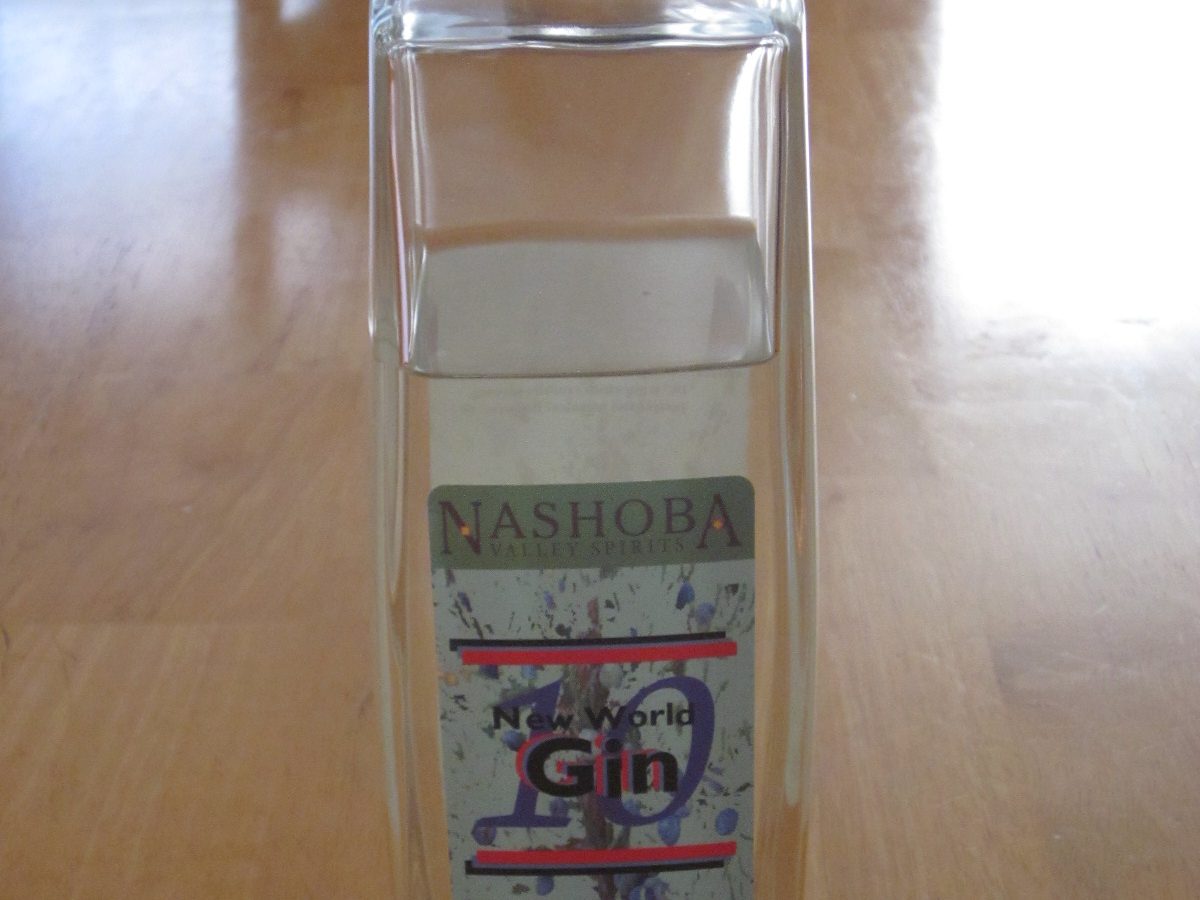 NASHOBA
VALLEY SPIRITS
10
New World
Gin